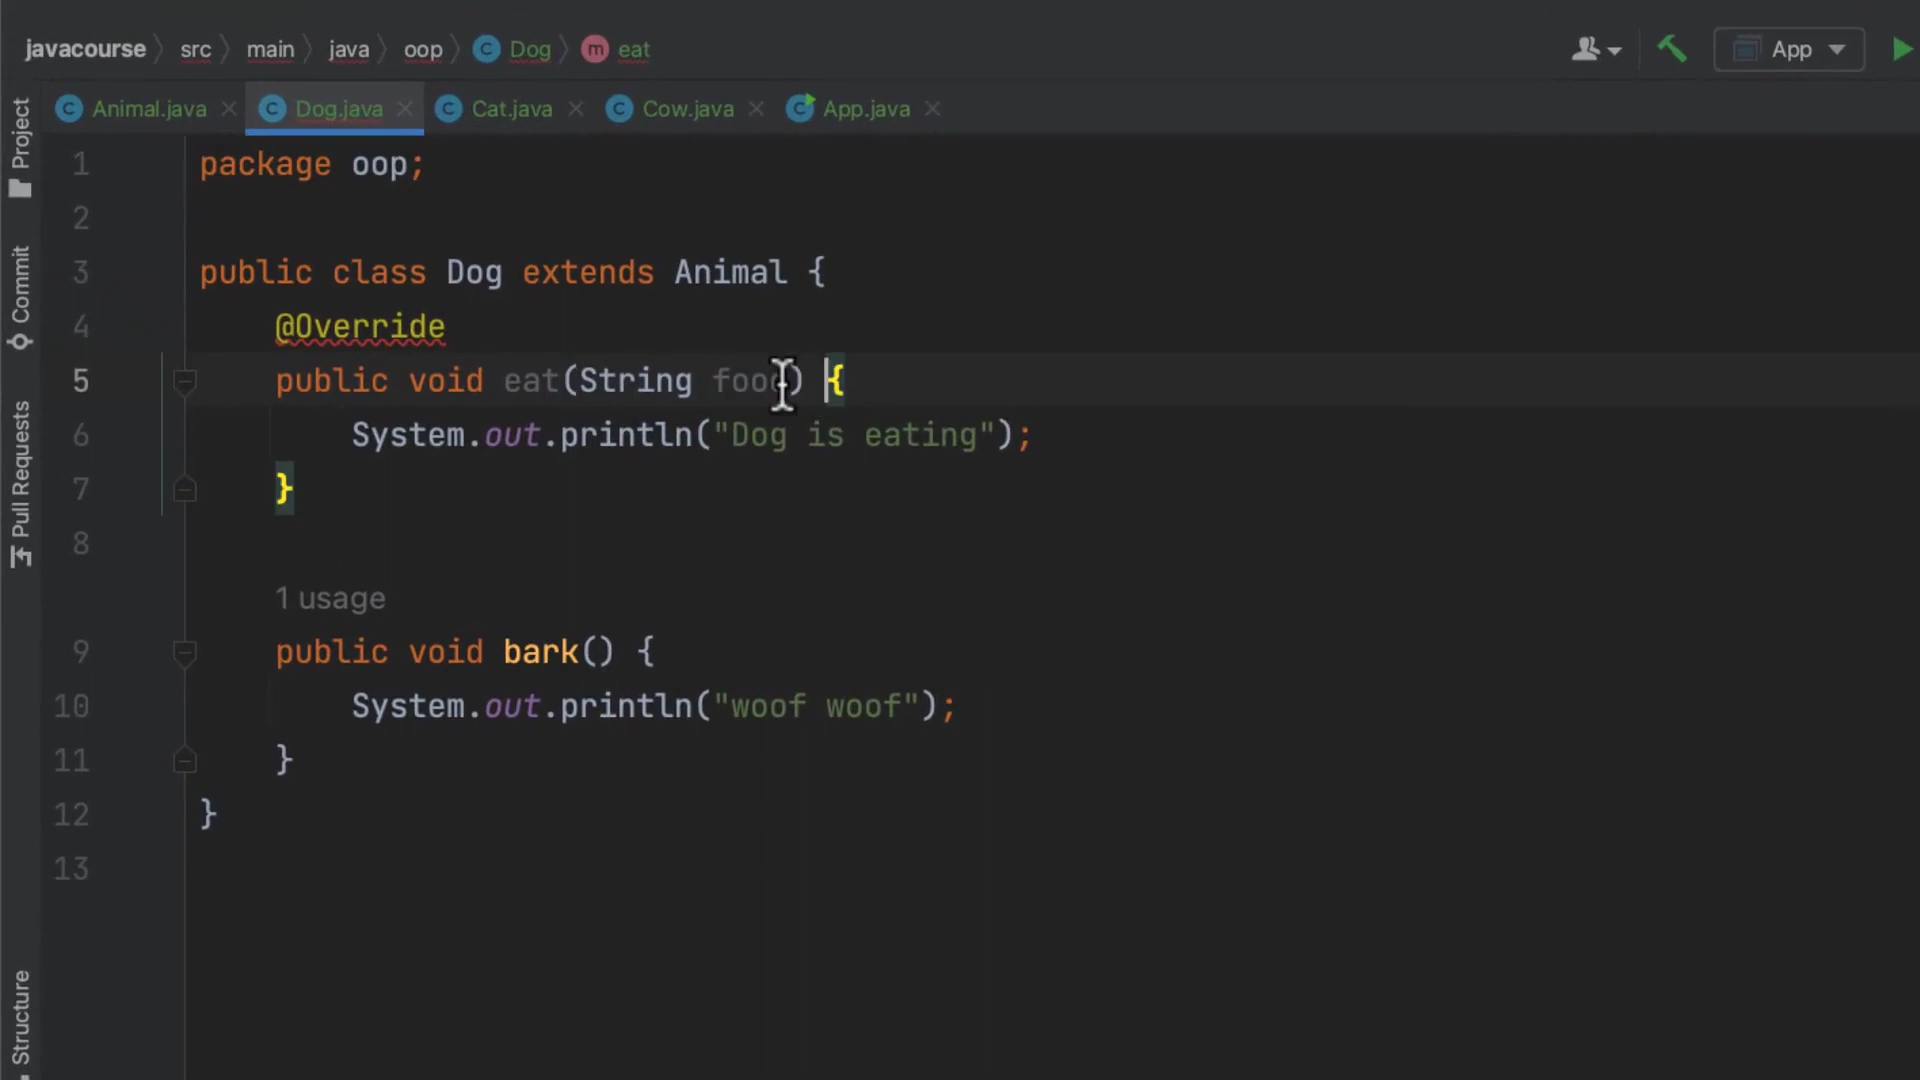 javacourse src main java oop C Dog m eat
App
C Animal.java C Dog.java C Cat.java C Cow.java C App.java
Project
Commit
Pull Requests
Structure
1 package oop;
2
3 public class Dog extends Animal {
4 @Override
5 public void eat(String food) {
6 System.out.println("Dog is eating");
7 }
8
1 usage
9 public void bark() {
10 System.out.println("woof woof");
11 }
12 }
13